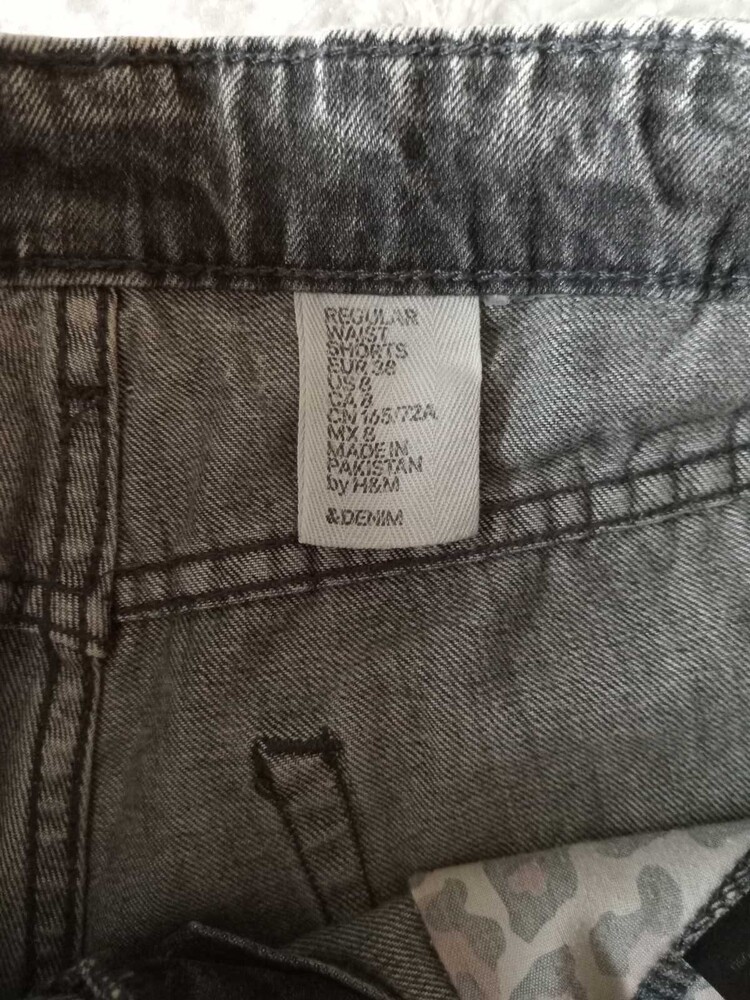 REGULAR
WAIST
SHORTS
EUR 38
US 8
CA 8
CN 165/72A
MX 8
MADE IN
PAKISTAN
by H&M
&DENIM